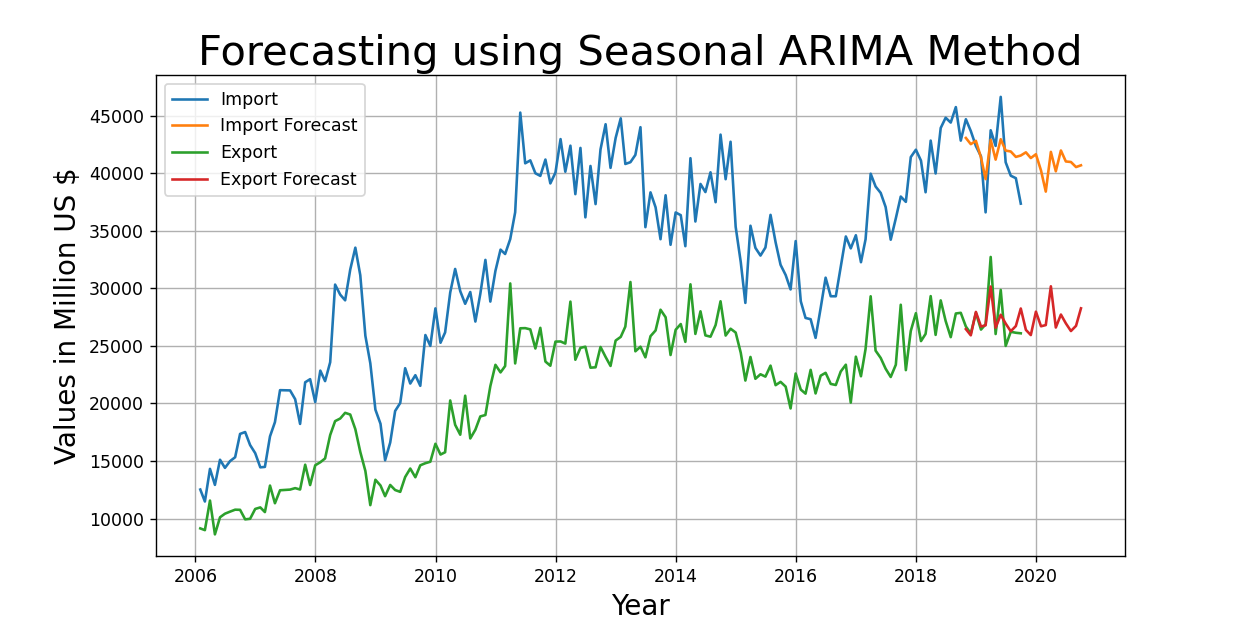 Forecasting using Seasonal ARIMA Method
Import
Import Forecast
Export
Export Forecast
Values in Million US $
45000
40000
35000
30000
25000
20000
15000
10000
2006 2008 2010 2012 2014 2016 2018 2020
Year